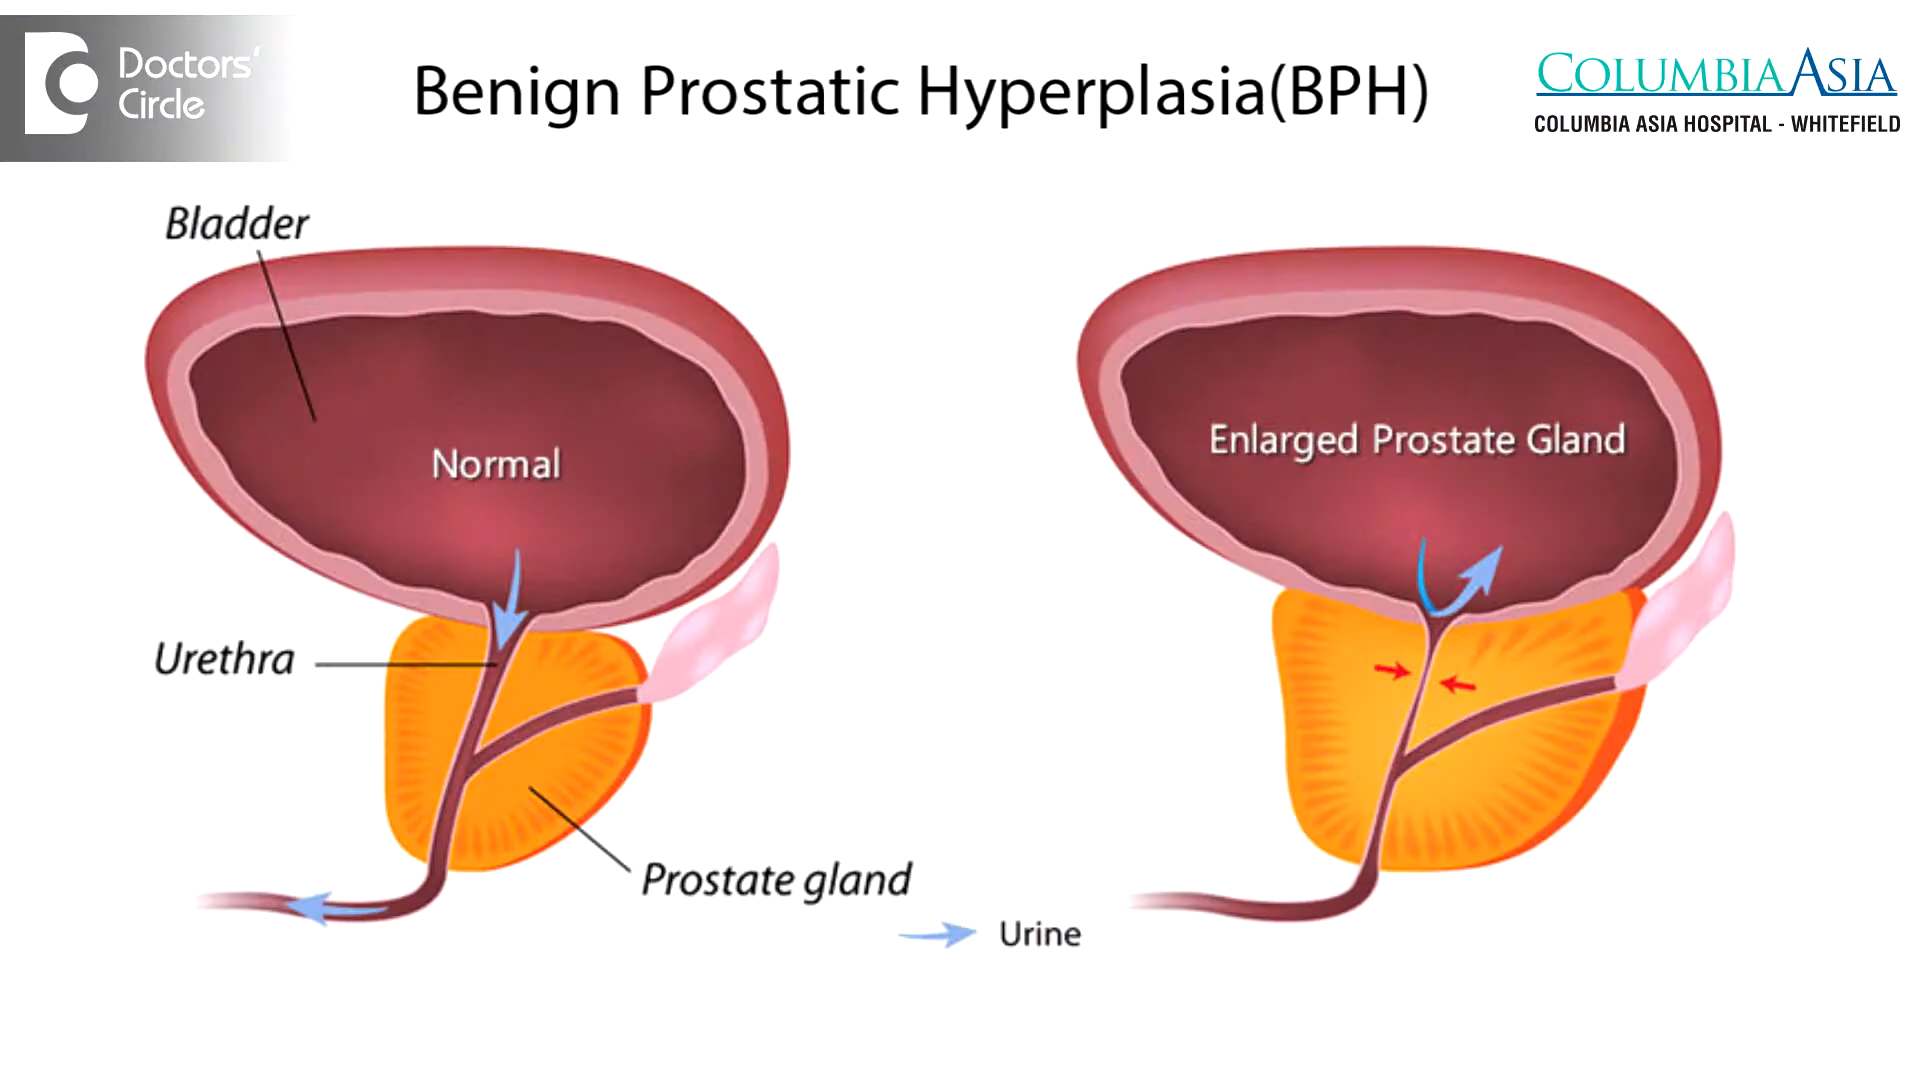 Doctors'
Circle
Benign Prostatic Hyperplasia(BPH)
COLUMBIA ASIA
COLUMBIA ASIA HOSPITAL - WHITEFIELD
Bladder
Normal
Enlarged Prostate Gland
Urethra
Prostate gland
Urine